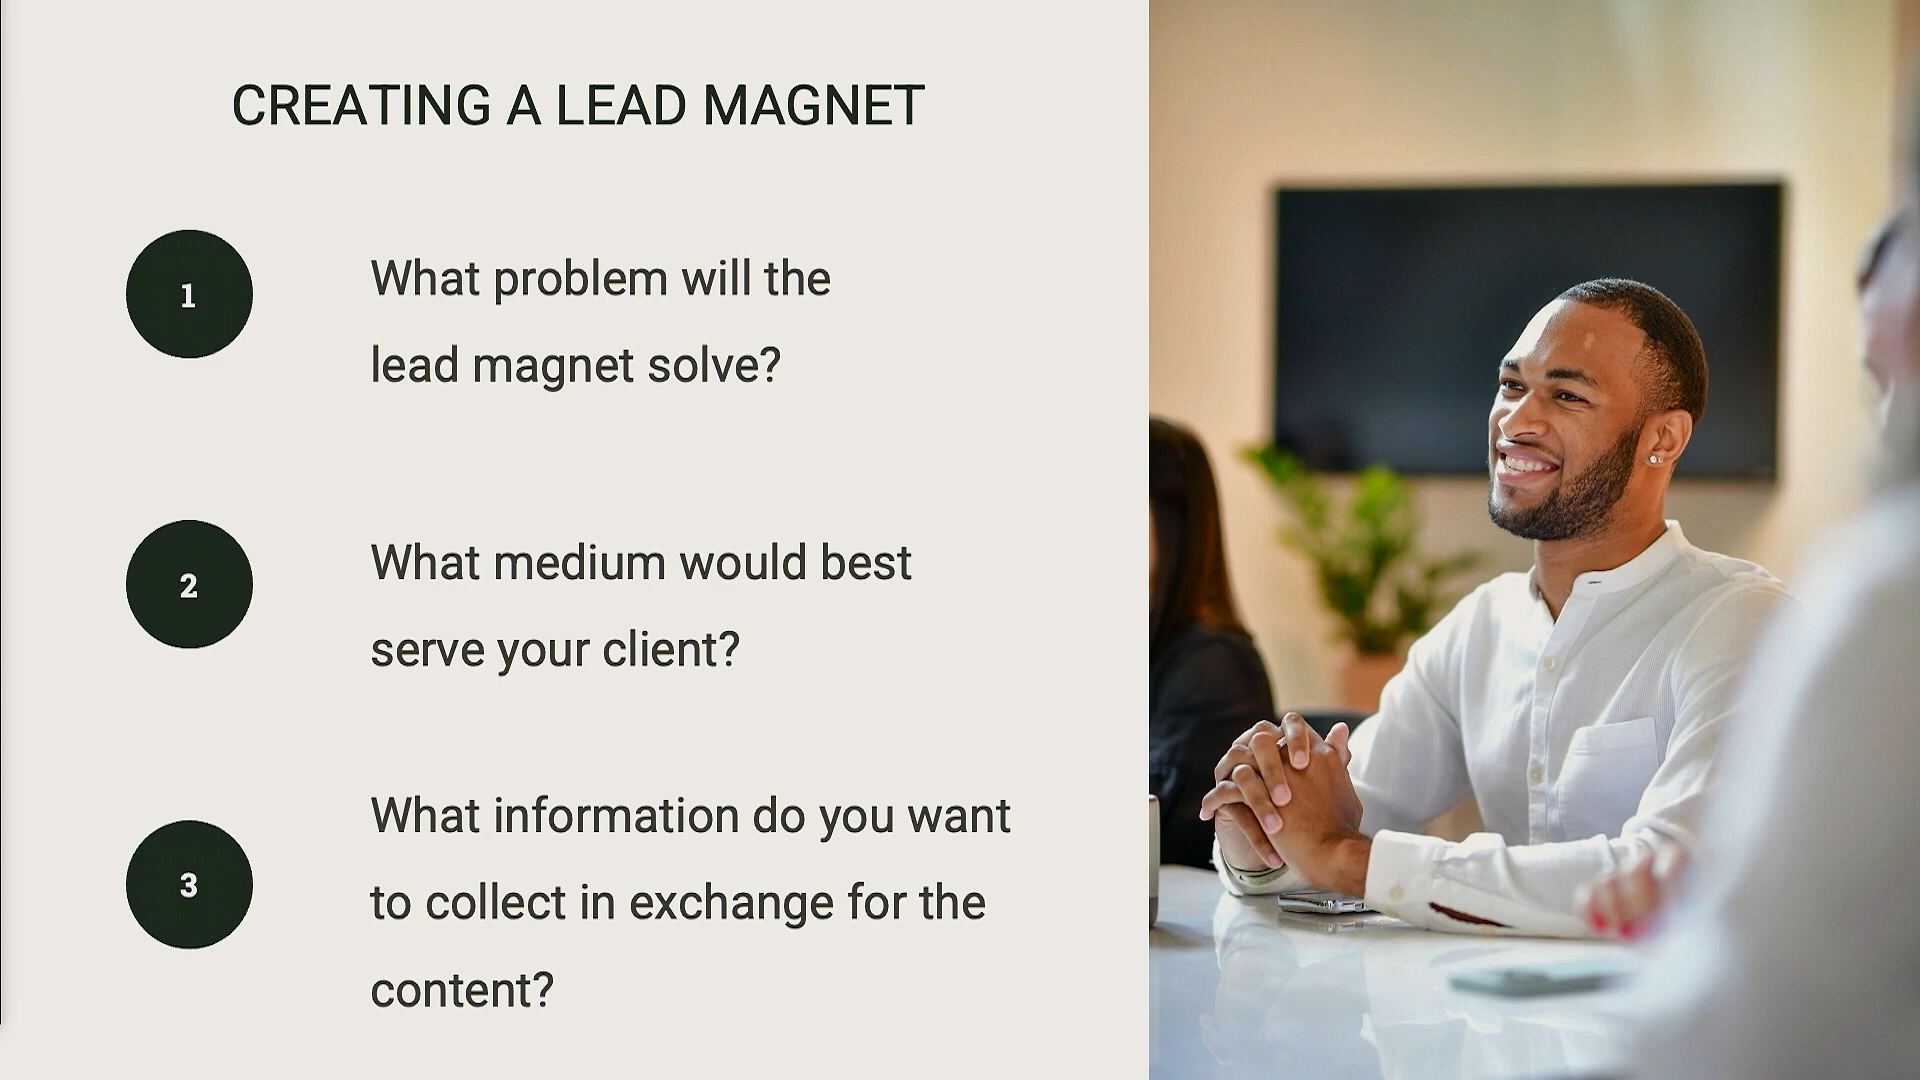 CREATING A LEAD MAGNET
1
What problem will the
lead magnet solve?
2
What medium would best
serve your client?
3
What information do you want
to collect in exchange for the
content?